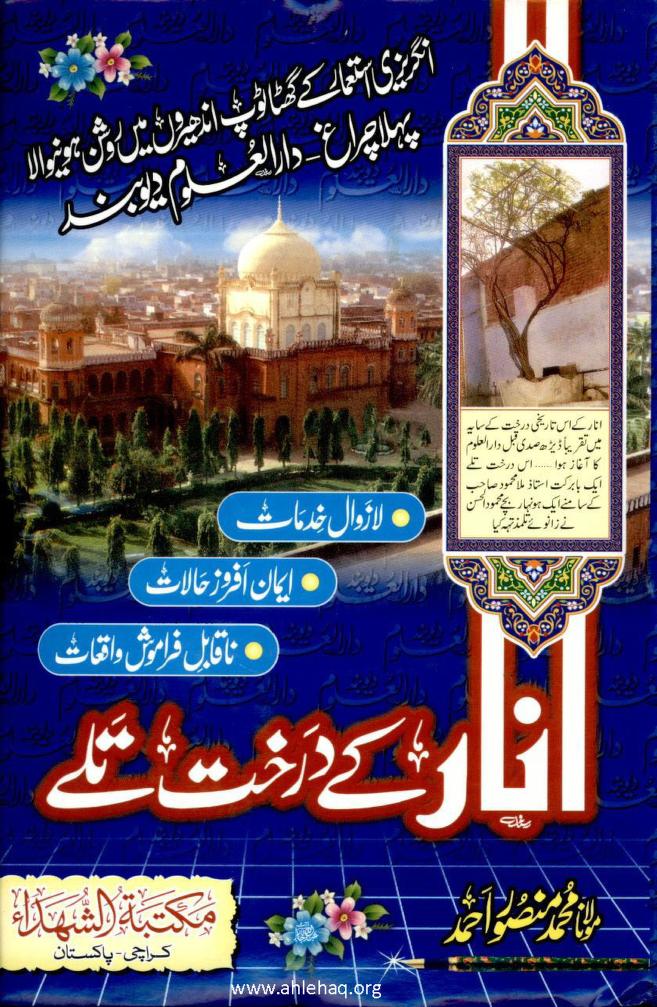 انگریزی استعمار کے گھٹا ٹوپ اندھیروں میں روشن ہونیوالا
پہلا چراغ - دارالعلوم دیوبند
انار کے اس تاریخی درخت کے سایہ
میں تقریباً ڈیڑھ صدی قبل دارالعلوم
کا آغاز ہوا...... اس درخت تلے
ایک بابرکت استاذ ملا محمود صاحب
کے سامنے ایک ہونہار بچے محمود الحسن
نے زانوئے تلمذ تہہ کیا
لازوال خدمات
ایمان افروز حالات
ناقابل فراموش واقعات
انار کے درخت تلے
مولانا محمد منصور احمد
مکتبۃ الشہداء
کراچی - پاکستان
www.ahlehaq.org